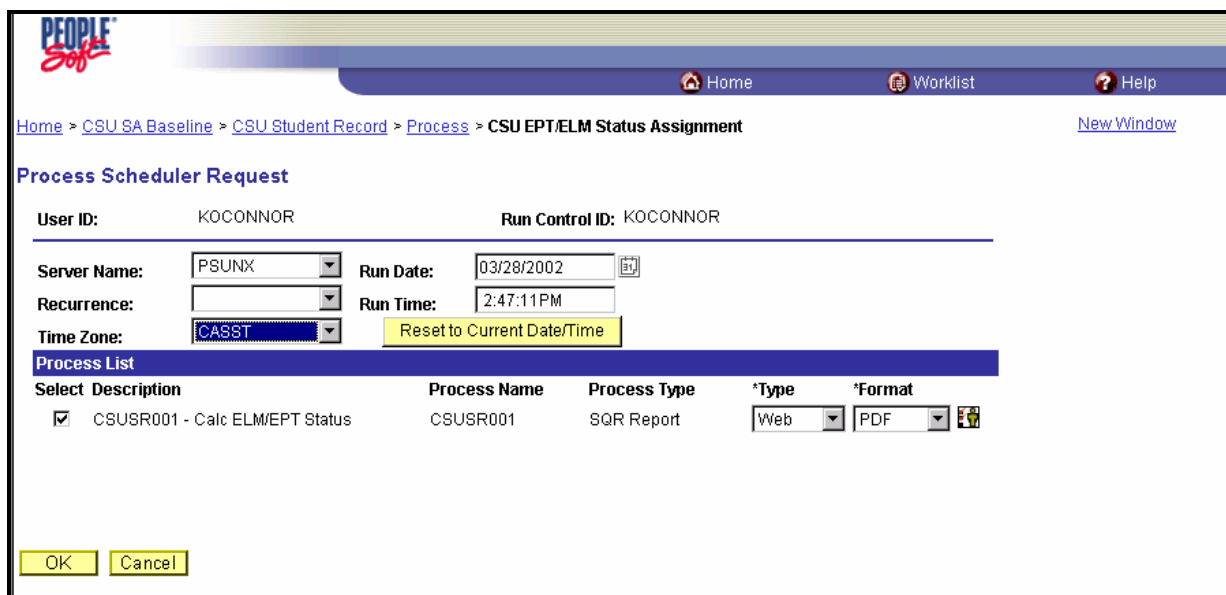 PEOPLE Soft
Home Worklist Help
Home > CSU SA Baseline > CSU Student Record > Process > CSU EPT/ELM Status Assignment New Window
Process Scheduler Request
User ID: KOCONNOR Run Control ID: KOCONNOR
Server Name: PSUNX Run Date: 03/28/2002 31
Recurrence: Run Time: 2:47:11PM
Time Zone: CASST Reset to Current Date/Time
Process List
Select Description Process Name Process Type *Type *Format
CSUSR001 - Calc ELM/EPT Status CSUSR001 SQR Report Web PDF
OK Cancel